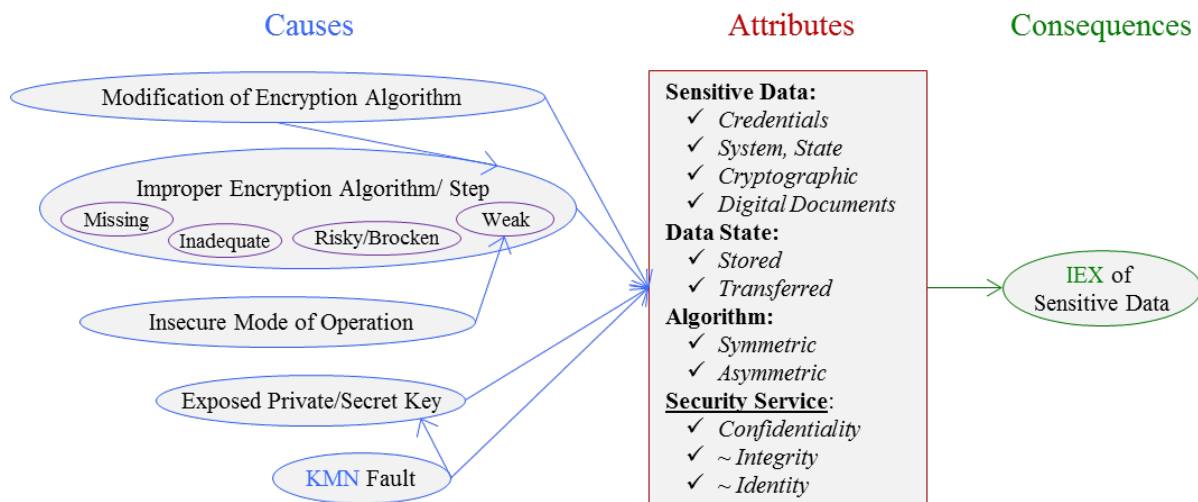 Causes
Attributes
Consequences
Modification of Encryption Algorithm
Improper Encryption Algorithm/ Step
Missing
Inadequate
Risky/Brocken
Weak
Insecure Mode of Operation
Exposed Private/Secret Key
KMN Fault
Sensitive Data:
✓ Credentials
✓ System, State
✓ Cryptographic
✓ Digital Documents
Data State:
✓ Stored
✓ Transferred
Algorithm:
✓ Symmetric
✓ Asymmetric
Security Service:
✓ Confidentiality
✓ ~ Integrity
✓ ~ Identity
IEX of
Sensitive Data